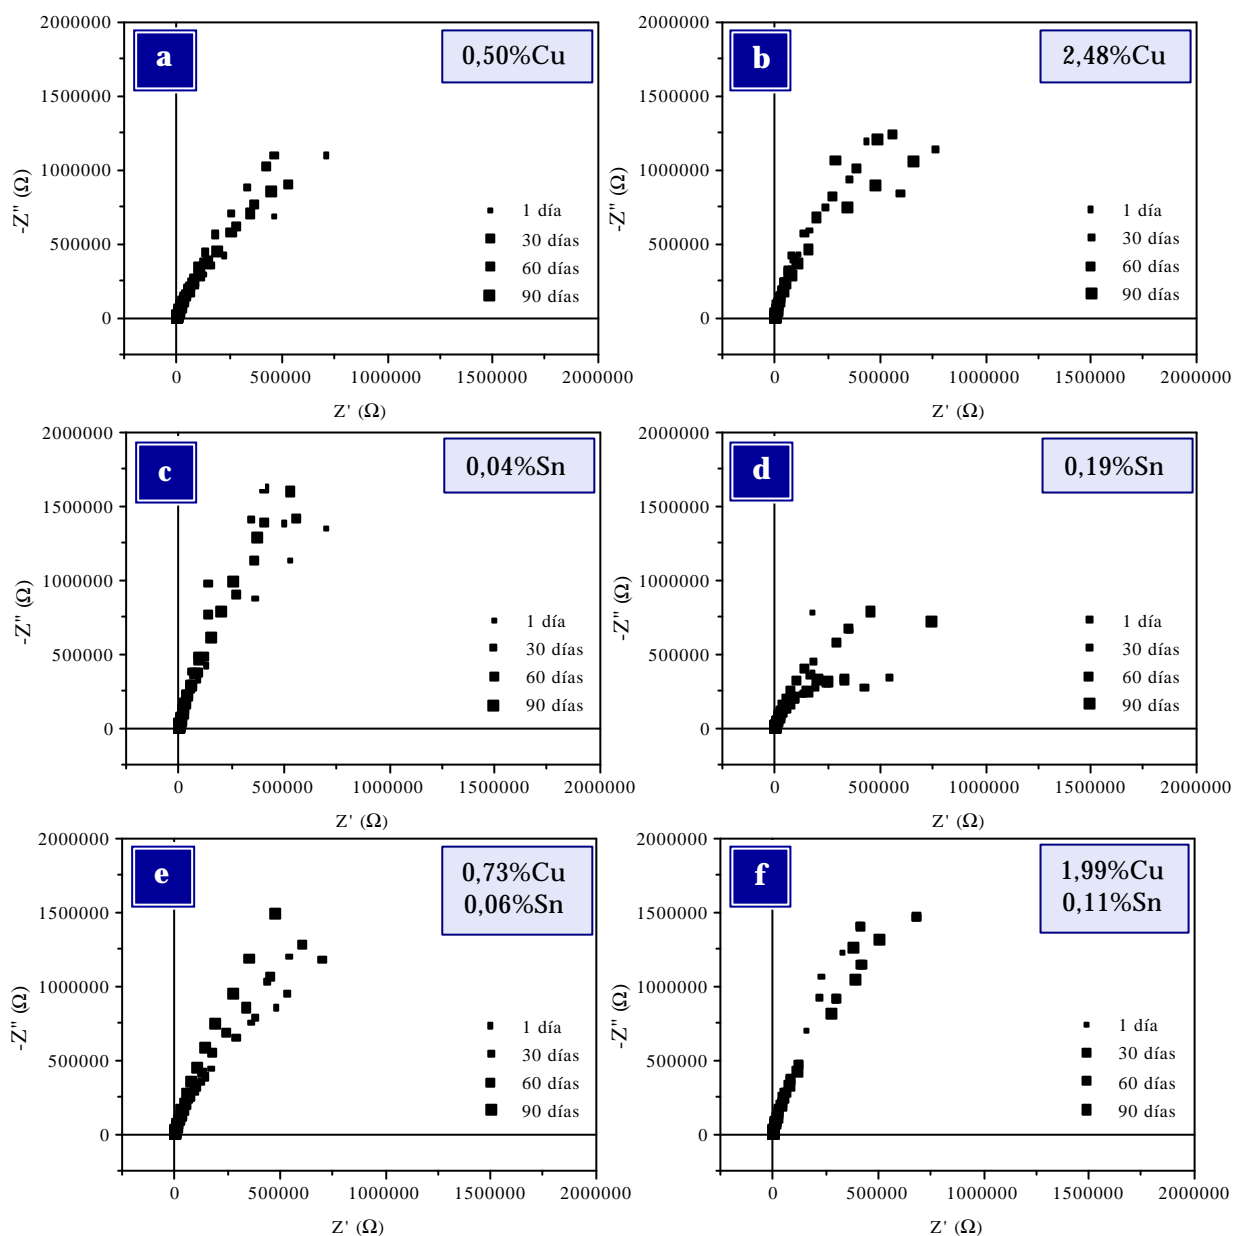 a
0,50%Cu
2000000
1500000
1000000
500000
0
-Z" (Ω)
1 día
30 días
60 días
90 días
0
500000
1000000
1500000
2000000
Z' (Ω)
b
2,48%Cu
2000000
1500000
1000000
500000
0
-Z" (Ω)
1 día
30 días
60 días
90 días
0
500000
1000000
1500000
2000000
Z' (Ω)
c
0,04%Sn
2000000
1500000
1000000
500000
0
-Z" (Ω)
1 día
30 días
60 días
90 días
0
500000
1000000
1500000
2000000
Z' (Ω)
d
0,19%Sn
2000000
1500000
1000000
500000
0
-Z" (Ω)
1 día
30 días
60 días
90 días
0
500000
1000000
1500000
2000000
Z' (Ω)
e
0,73%Cu
0,06%Sn
2000000
1500000
1000000
500000
0
-Z" (Ω)
1 día
30 días
60 días
90 días
0
500000
1000000
1500000
2000000
Z' (Ω)
f
1,99%Cu
0,11%Sn
2000000
1500000
1000000
500000
0
-Z" (Ω)
1 día
30 días
60 días
90 días
0
500000
1000000
1500000
2000000
Z' (Ω)